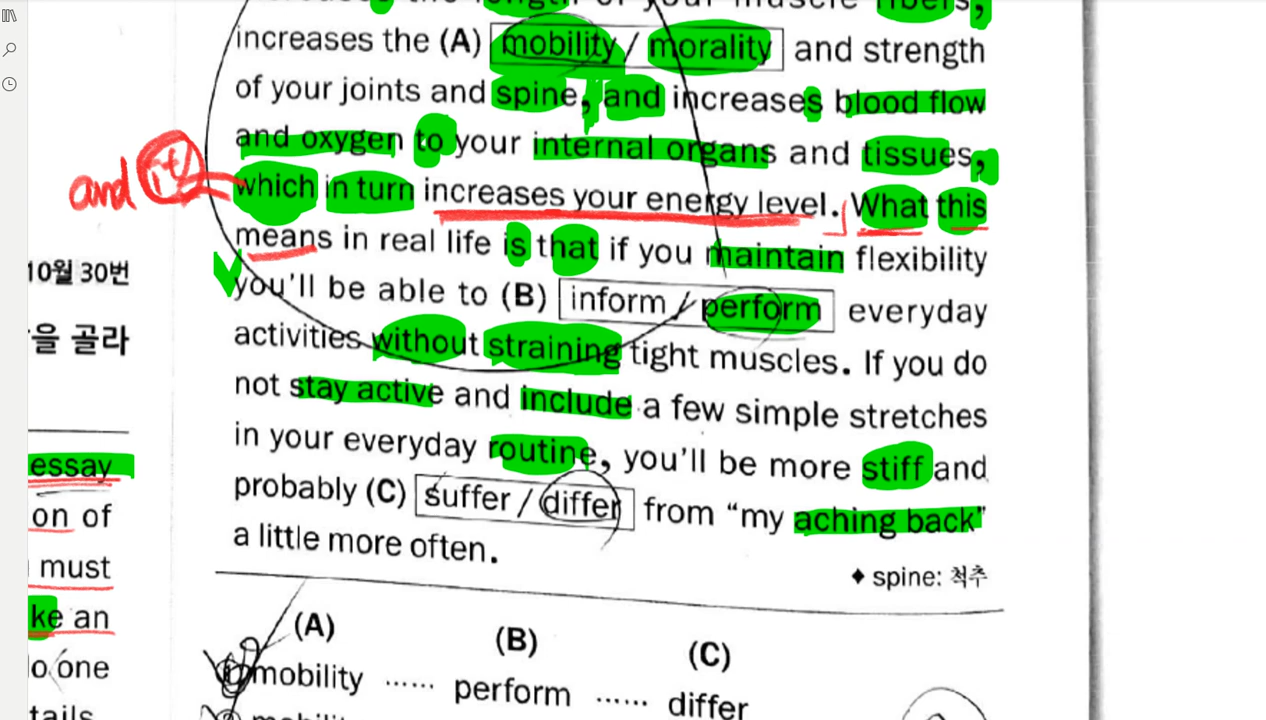 increases the (A) mobility / morality and strength
of your joints and spine, and increases blood flow
and oxygen to your internal organs and tissues,
and it which in turn increases your energy level. What this
means in real life is that if you maintain flexibility
10월 30번
you'll be able to (B) inform / perform everyday
을 골라
activities without straining tight muscles. If you do
not stay active and include a few simple stretches
in your everyday routine, you'll be more stiff and
essay
probably (C) suffer / differ from "my aching back"
on of
a little more often.
must
♦ spine: 척추
ke an
(A) (B) (C)
o one
mobility ...... perform ...... differ
tails